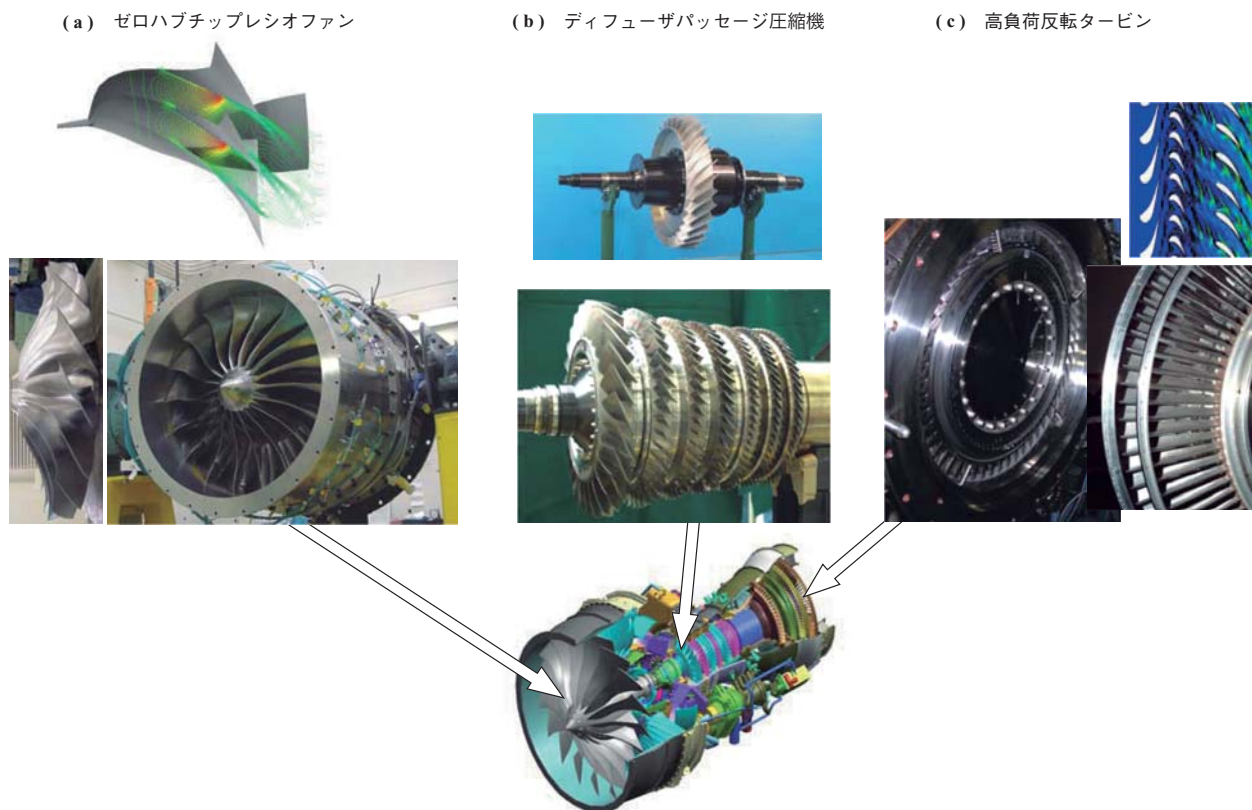 ( a ) ゼロハブチップレシオファン
( b ) ディフューザパッセージ圧縮機
( c ) 高負荷反転タービン